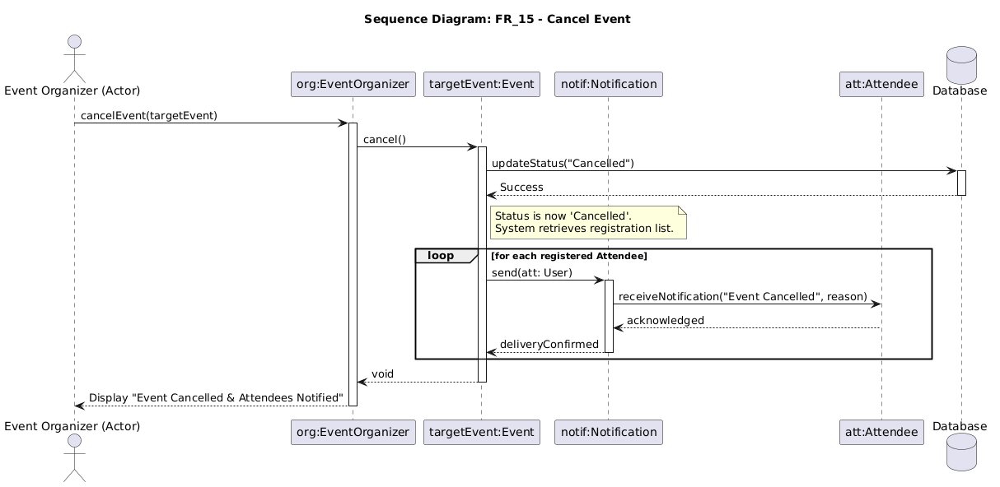 Sequence Diagram: FR_15 - Cancel Event
Event Organizer (Actor)
org:EventOrganizer
targetEvent:Event
notif:Notification
att:Attendee
Database
cancelEvent(targetEvent)
cancel()
updateStatus("Cancelled")
Success
Status is now 'Cancelled'.
System retrieves registration list.
loop
[for each registered Attendee]
send(att: User)
receiveNotification("Event Cancelled", reason)
acknowledged
deliveryConfirmed
void
Display "Event Cancelled & Attendees Notified"
Event Organizer (Actor)
org:EventOrganizer
targetEvent:Event
notif:Notification
att:Attendee
Database